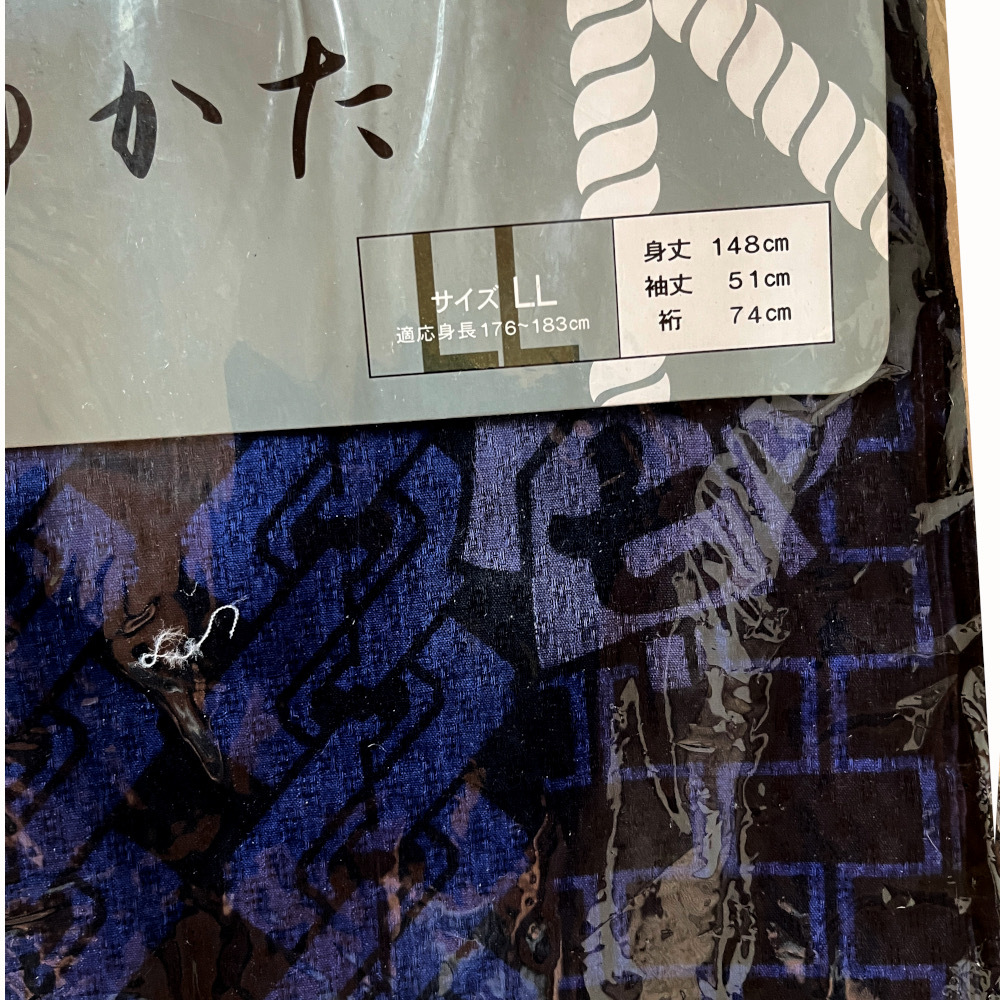 ゆかた
サイズ LL
適応身長176~183cm
身丈 148cm
袖丈 51cm
裄 74cm